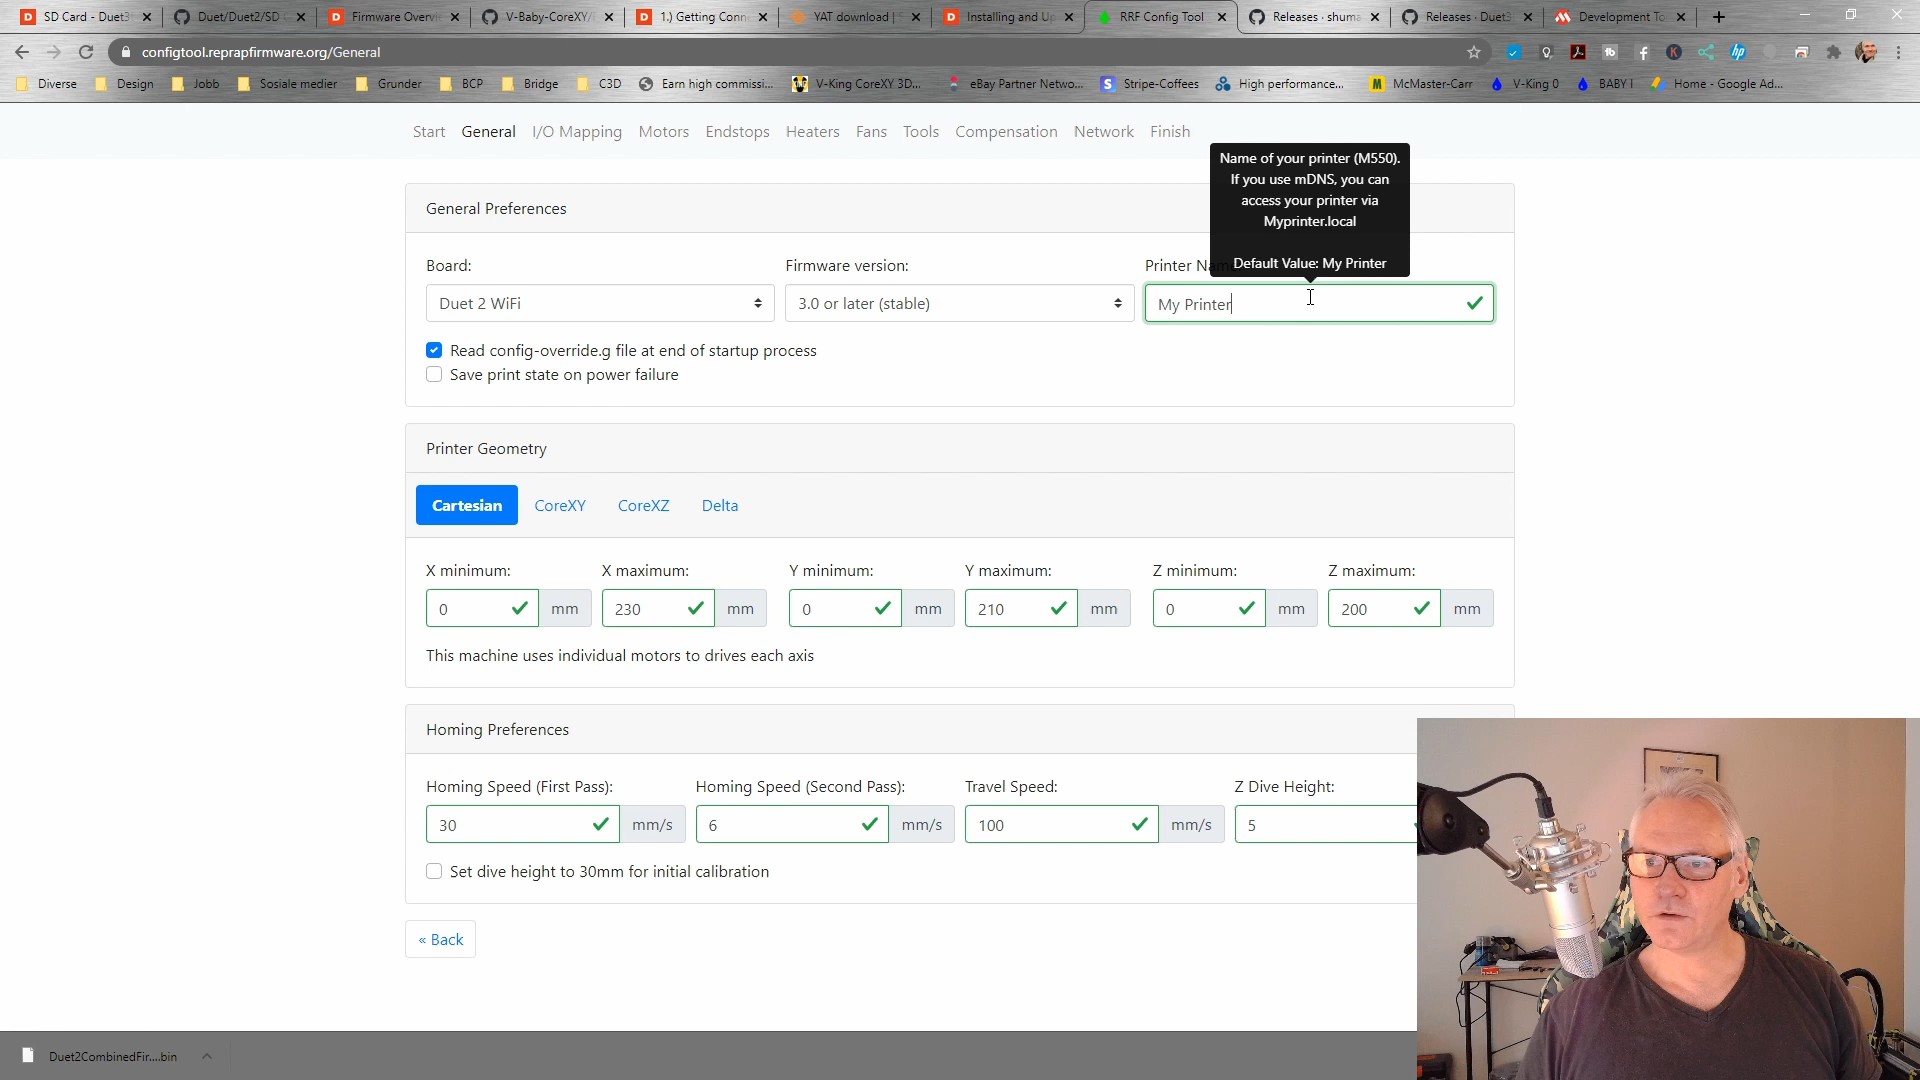 SD Card - Duet3
Duet/Duet2/SD
Firmware Overvi
V-Baby-CoreXY/
1.) Getting Conn
YAT download |
Installing and Up
RRF Config Tool
Releases · shuma
Releases · Duet3
Development To
configtool.reprapfirmware.org/General
Diverse
Design
Jobb
Sosiale medier
Grunder
BCP
Bridge
C3D
Earn high commissi...
V-King CoreXY 3D...
eBay Partner Netwo...
Stripe-Coffees
High performance...
McMaster-Carr
V-King 0
BABY I
Home - Google Ad...
Start General I/O Mapping Motors Endstops Heaters Fans Tools Compensation Network Finish
Name of your printer (M550).
If you use mDNS, you can
access your printer via
Myprinter.local
Default Value: My Printer
General Preferences
Board: Firmware version: Printer Na
Duet 2 WiFi 3.0 or later (stable) My Printer
Read config-override.g file at end of startup process
Save print state on power failure
Printer Geometry
Cartesian CoreXY CoreXZ Delta
X minimum: X maximum: Y minimum: Y maximum: Z minimum: Z maximum:
0 mm 230 mm 0 mm 210 mm 0 mm 200 mm
This machine uses individual motors to drives each axis
Homing Preferences
Homing Speed (First Pass): Homing Speed (Second Pass): Travel Speed: Z Dive Height:
30 mm/s 6 mm/s 100 mm/s 5
Set dive height to 30mm for initial calibration
« Back
Duet2CombinedFir....bin